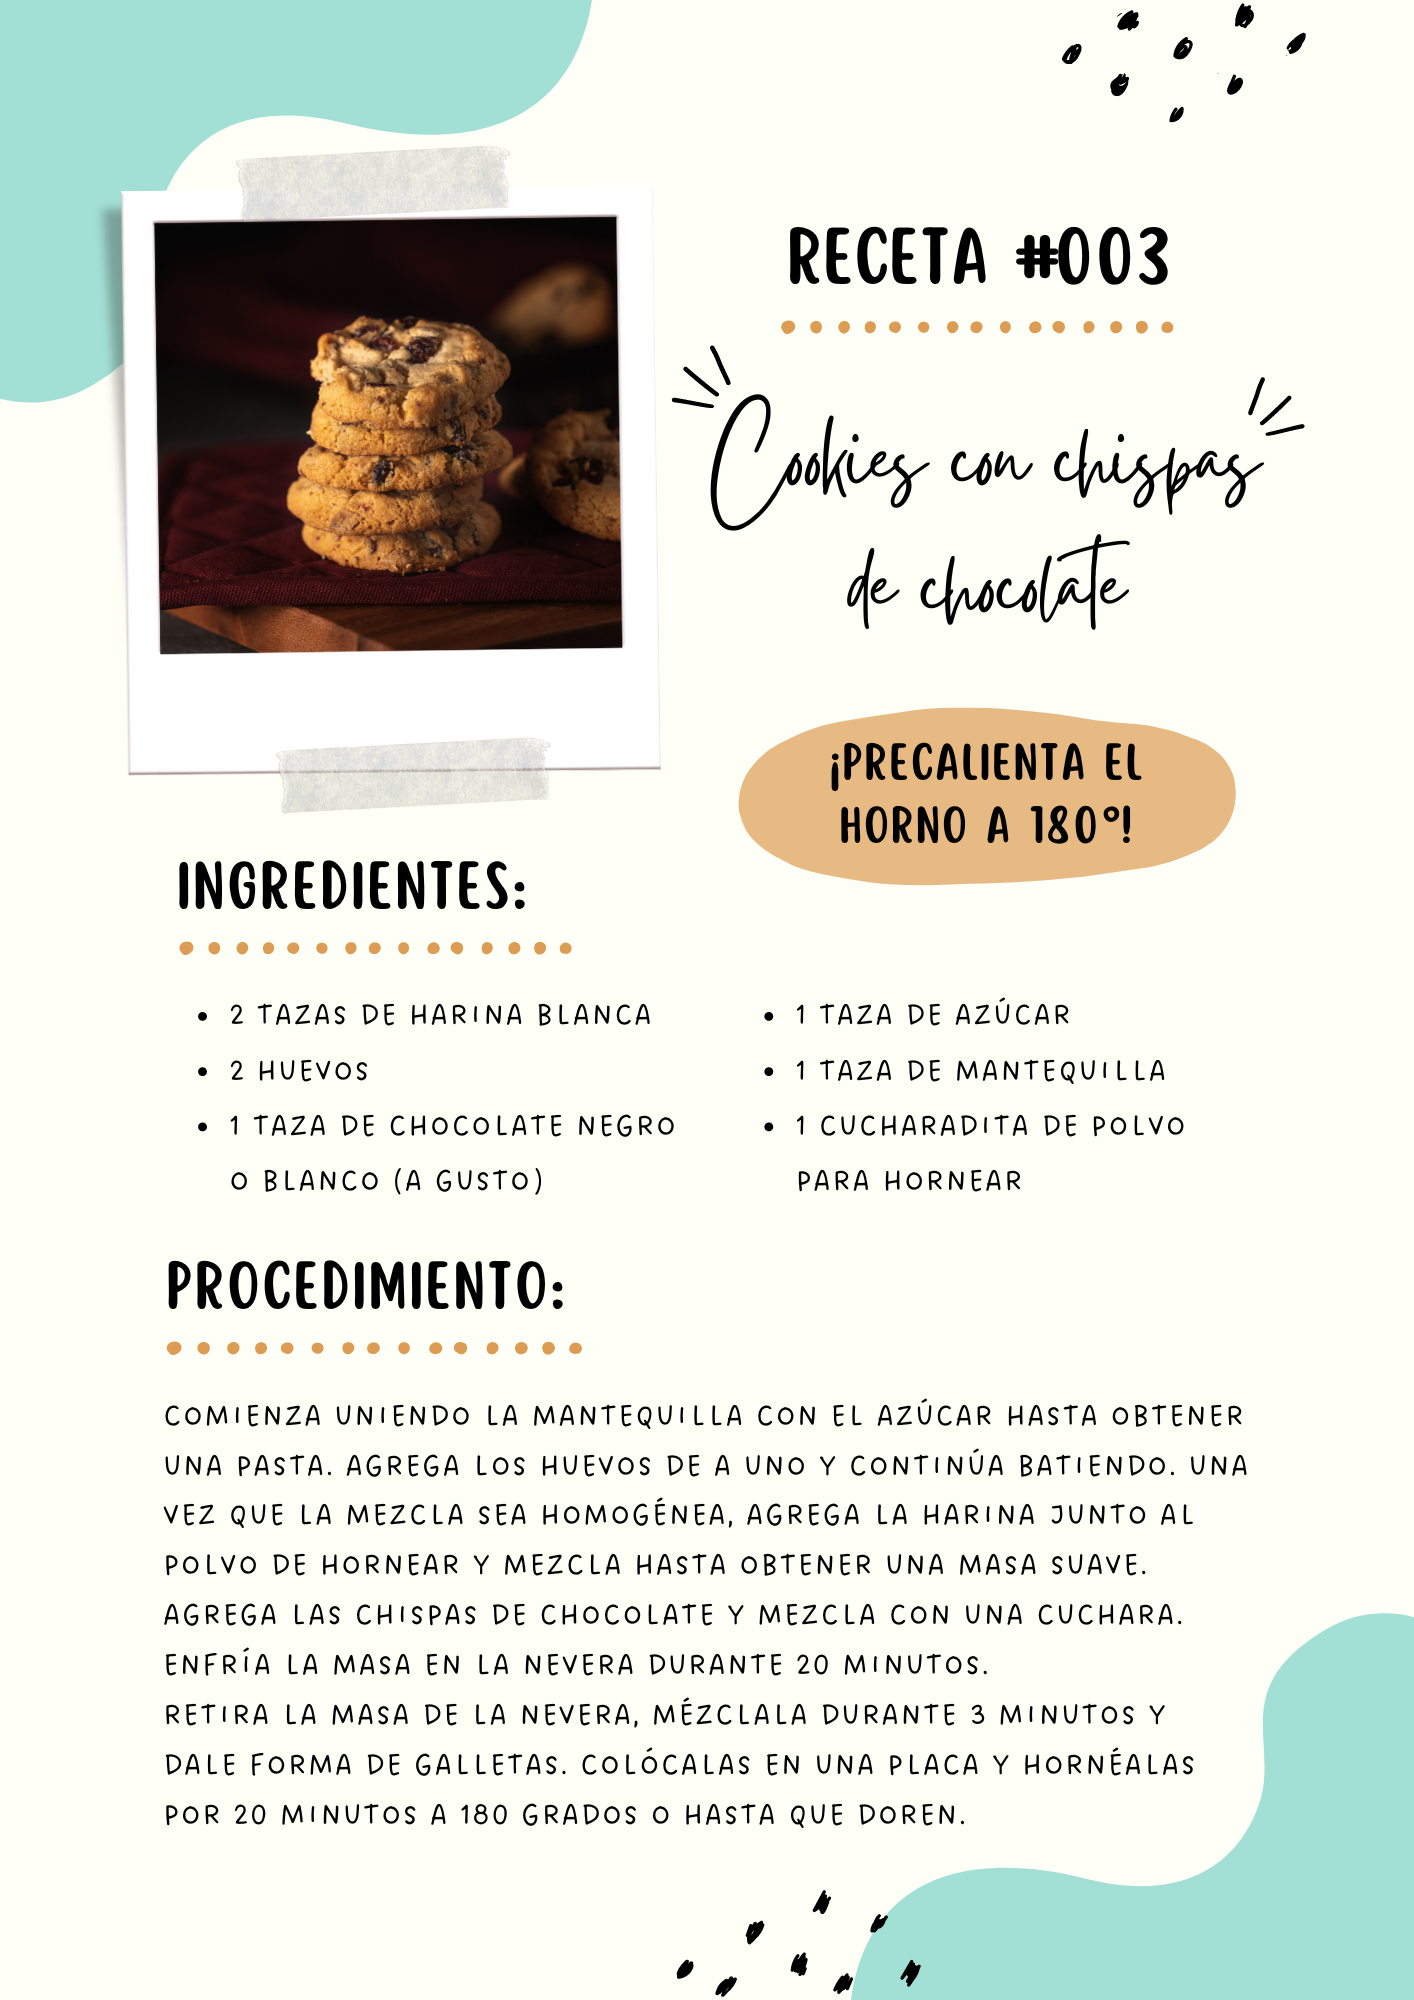 RECETA #003
Cookies con chispas
de chocolate
¡PRECALIENTA EL
HORNO A 180°!
INGREDIENTES:
2 TAZAS DE HARINA BLANCA
2 HUEVOS
1 TAZA DE CHOCOLATE NEGRO
O BLANCO (A GUSTO)
1 TAZA DE AZÚCAR
1 TAZA DE MANTEQUILLA
1 CUCHARADITA DE POLVO
PARA HORNEAR
PROCEDIMIENTO:
COMIENZA UNIENDO LA MANTEQUILLA CON EL AZÚCAR HASTA OBTENER
UNA PASTA. AGREGA LOS HUEVOS DE A UNO Y CONTINÚA BATIENDO. UNA
VEZ QUE LA MEZCLA SEA HOMOGÉNEA, AGREGA LA HARINA JUNTO AL
POLVO DE HORNEAR Y MEZCLA HASTA OBTENER UNA MASA SUAVE.
AGREGA LAS CHISPAS DE CHOCOLATE Y MEZCLA CON UNA CUCHARA.
ENFRÍA LA MASA EN LA NEVERA DURANTE 20 MINUTOS.
RETIRA LA MASA DE LA NEVERA, MÉZCLALA DURANTE 3 MINUTOS Y
DALE FORMA DE GALLETAS. COLÓCALAS EN UNA PLACA Y HORNÉALAS
POR 20 MINUTOS A 180 GRADOS O HASTA QUE DOREN.